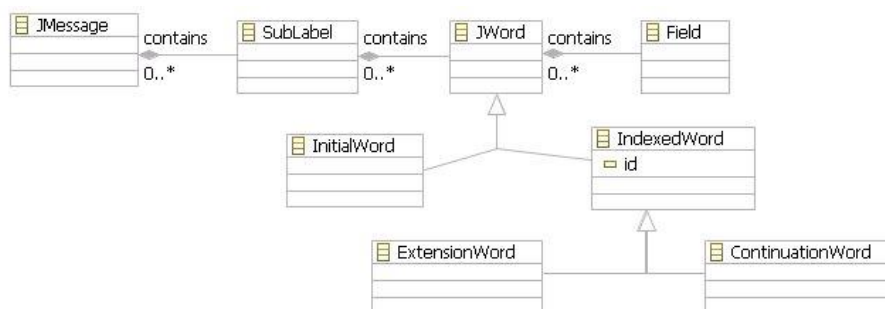 JMessage
contains
SubLabel
contains
JWord
contains
Field
0..*
0..*
0..*
InitialWord
IndexedWord
id
ExtensionWord
ContinuationWord